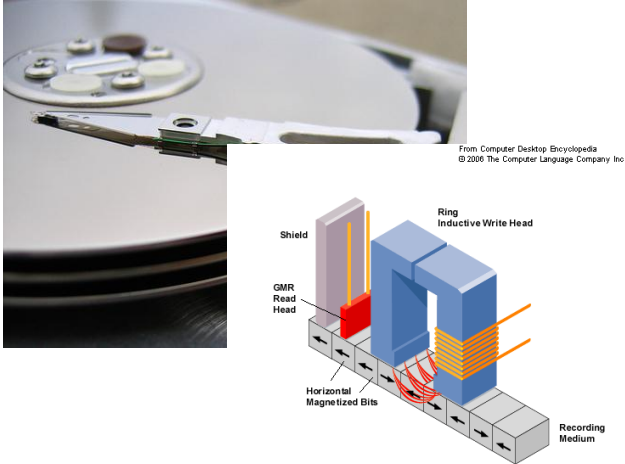 From Computer Desktop Encyclopedia
© 2006 The Computer Language Company Inc
Ring
Inductive Write Head
Shield
GMR
Read
Head
Horizontal
Magnetized Bits
Recording
Medium